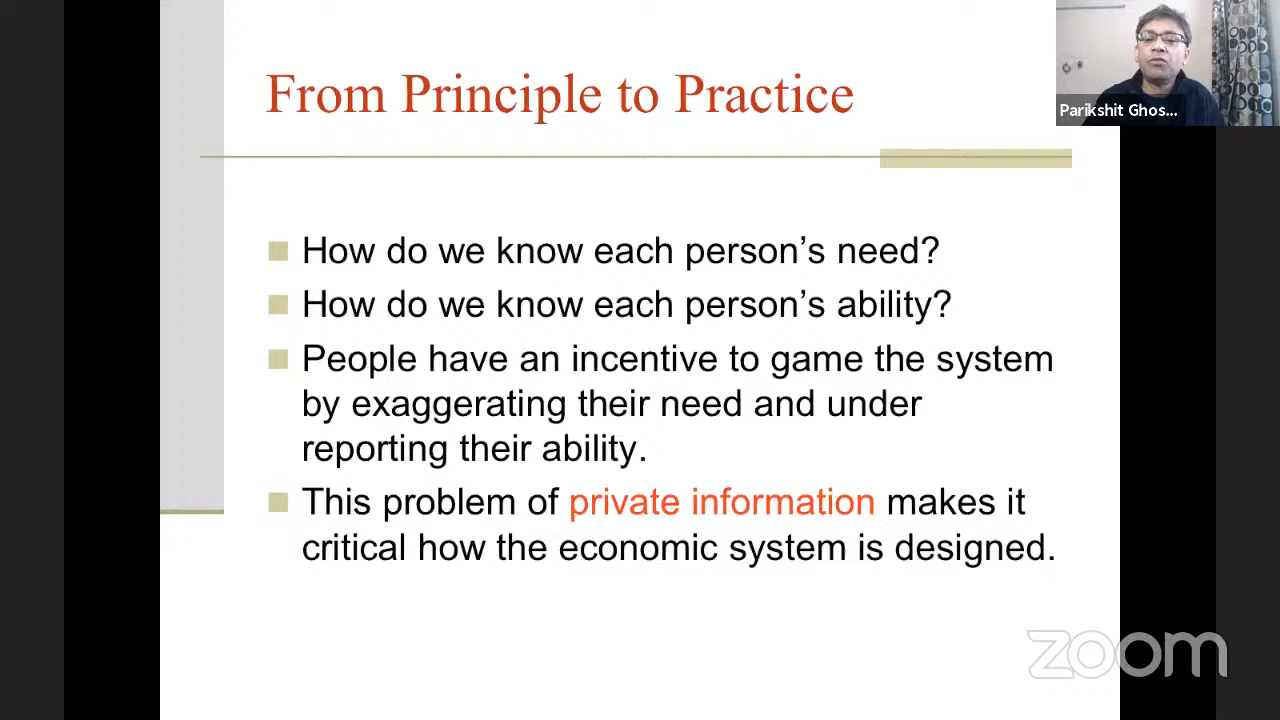 From Principle to Practice
Parikshit Ghos...
How do we know each person's need?
How do we know each person's ability?
People have an incentive to game the system
by exaggerating their need and under
reporting their ability.
This problem of private information makes it
critical how the economic system is designed.
zoom